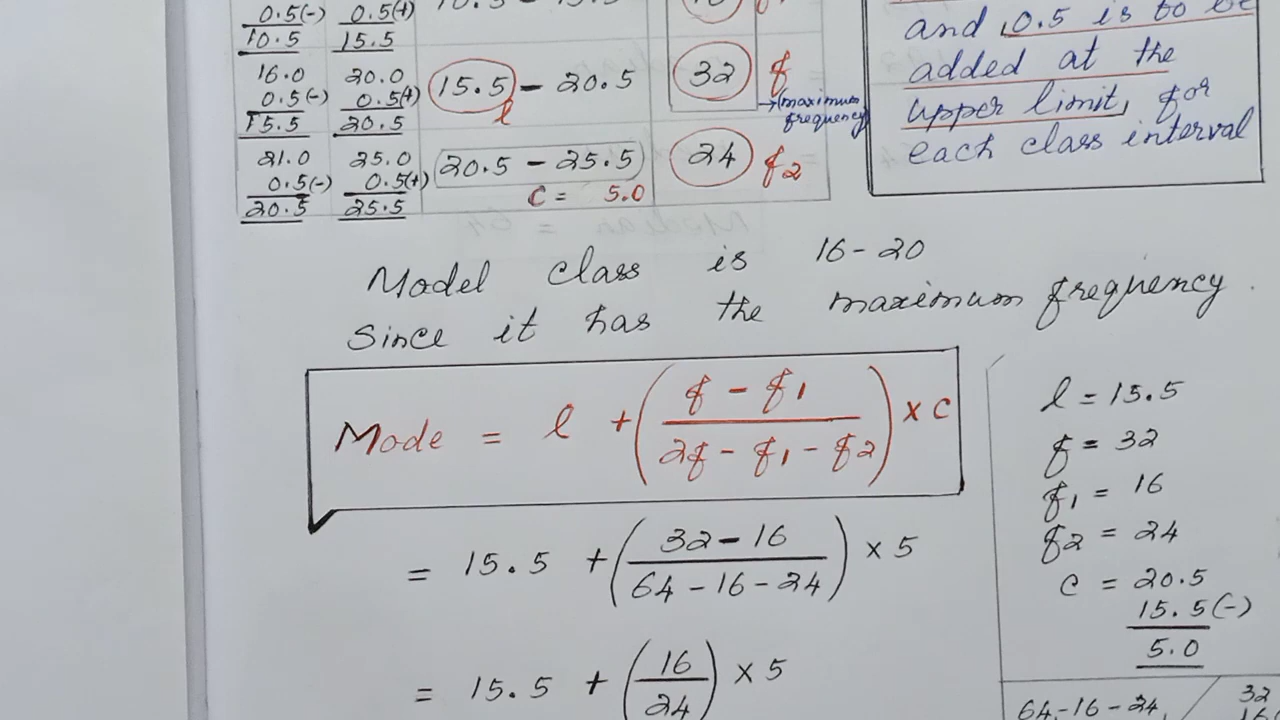 0.5(-) 0.5(+)
10.5 15.5
and 0.5 is to be
16.0 20.0
0.5(-) 0.5(+) 15.5 - 20.5 32 f
15.5 20.5 l → (maximum frequency)
added at the
upper limit, for
each class interval
21.0 25.0
0.5(-) 0.5(+) 20.5 - 25.5 24 f2
20.5 25.5 C = 5.0
Model class is 16-20
Since it has the maximum frequency.
Mode = l + (f - f1 / 2f - f1 - f2) × C
= 15.5 + (32-16 / 64-16-24) × 5
= 15.5 + (16 / 24) × 5
l = 15.5
f = 32
f1 = 16
f2 = 24
C = 20.5
15.5(-)
5.0
64-16-24 / 32